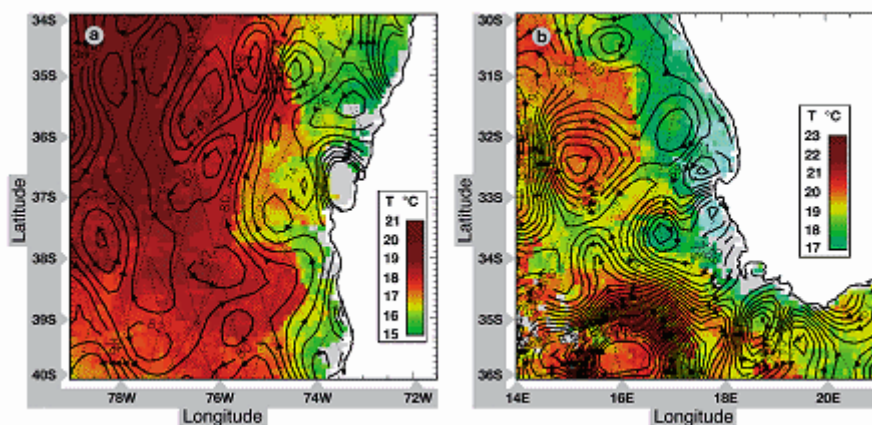 a
34S
35S
36S
37S
38S
39S
40S
Latitude
78W
76W
74W
72W
Longitude
T °C
21
20
19
18
17
16
15
b
30S
31S
32S
33S
34S
35S
36S
Latitude
14E
16E
18E
20E
Longitude
T °C
23
22
21
20
19
18
17